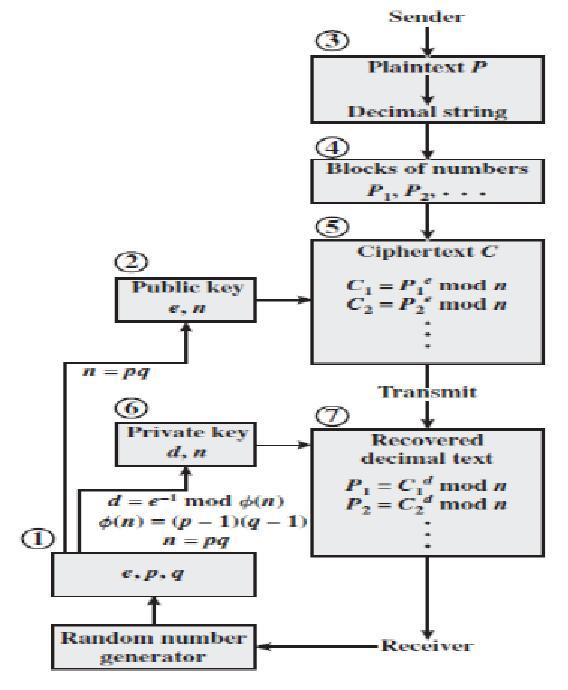 Sender
③
Plaintext P
Decimal string
④
Blocks of numbers
P₁, P₂, . . .
⑤
Ciphertext C
C₁ = P₁ᵉ mod n
C₂ = P₂ᵉ mod n
.
.
.
②
Public key
e, n
n = pq
Transmit
⑥
Private key
d, n
⑦
Recovered
decimal text
P₁ = C₁ᵈ mod n
P₂ = C₂ᵈ mod n
.
.
.
d = e⁻¹ mod ϕ(n)
ϕ(n) = (p − 1)(q − 1)
n = pq
①
e, p, q
Random number
generator
Receiver